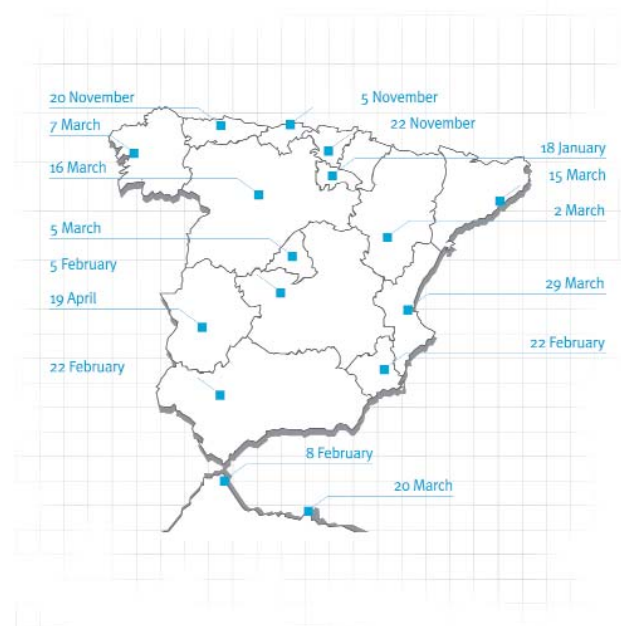 20 November
5 November
7 March
22 November
18 January
16 March
15 March
2 March
5 March
5 February
29 March
19 April
22 February
22 February
8 February
20 March